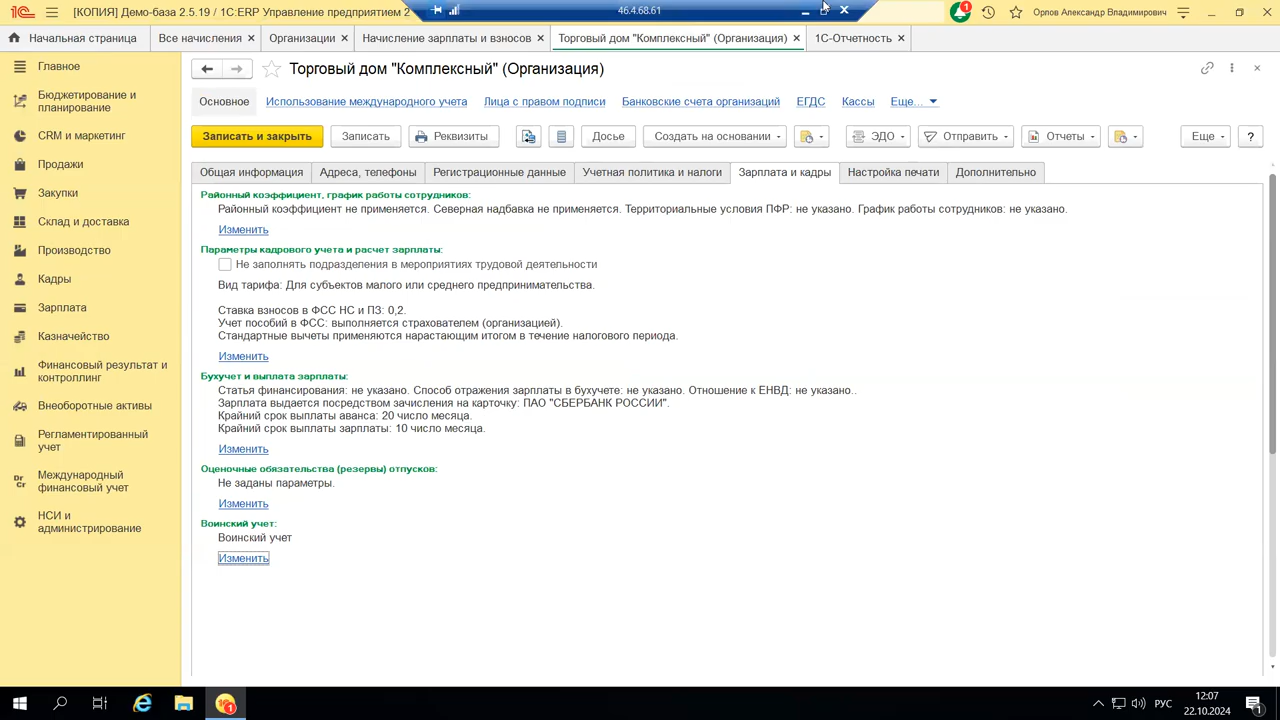 [КОПИЯ] Демо-база 2.5.19 / 1С:ERP Управление предприятием 2
46.4.68.61
1
Орлов Александр Владимирович
Начальная страница
Все начисления
Организации
Начисление зарплаты и взносов
Торговый дом "Комплексный" (Организация)
1С-Отчетность
Главное
Бюджетирование и планирование
CRM и маркетинг
Продажи
Закупки
Склад и доставка
Производство
Кадры
Зарплата
Казначейство
Финансовый результат и контроллинг
Внеоборотные активы
Регламентированный учет
Международный финансовый учет
НСИ и администрирование
Торговый дом "Комплексный" (Организация)
Основное
Использование международного учета
Лица с правом подписи
Банковские счета организаций
ЕГДС
Кассы
Еще...
Записать и закрыть
Записать
Реквизиты
Досье
Создать на основании
ЭДО
Отправить
Отчеты
Еще
?
Общая информация
Адреса, телефоны
Регистрационные данные
Учетная политика и налоги
Зарплата и кадры
Настройка печати
Дополнительно
Районный коэффициент, график работы сотрудников:
Районный коэффициент не применяется. Северная надбавка не применяется. Территориальные условия ПФР: не указано. График работы сотрудников: не указано.
Изменить
Параметры кадрового учета и расчет зарплаты:
Не заполнять подразделения в мероприятиях трудовой деятельности
Вид тарифа: Для субъектов малого или среднего предпринимательства.
Ставка взносов в ФСС НС и ПЗ: 0,2.
Учет пособий в ФСС: выполняется страхователем (организацией).
Стандартные вычеты применяются нарастающим итогом в течение налогового периода.
Изменить
Бухучет и выплата зарплаты:
Статья финансирования: не указано. Способ отражения зарплаты в бухучете: не указано. Отношение к ЕНВД: не указано..
Зарплата выдается посредством зачисления на карточку: ПАО "СБЕРБАНК РОССИИ".
Крайний срок выплаты аванса: 20 число месяца.
Крайний срок выплаты зарплаты: 10 число месяца.
Изменить
Оценочные обязательства (резервы) отпусков:
Не заданы параметры.
Изменить
Воинский учет:
Воинский учет
Изменить
РУС
12:07
22.10.2024
1